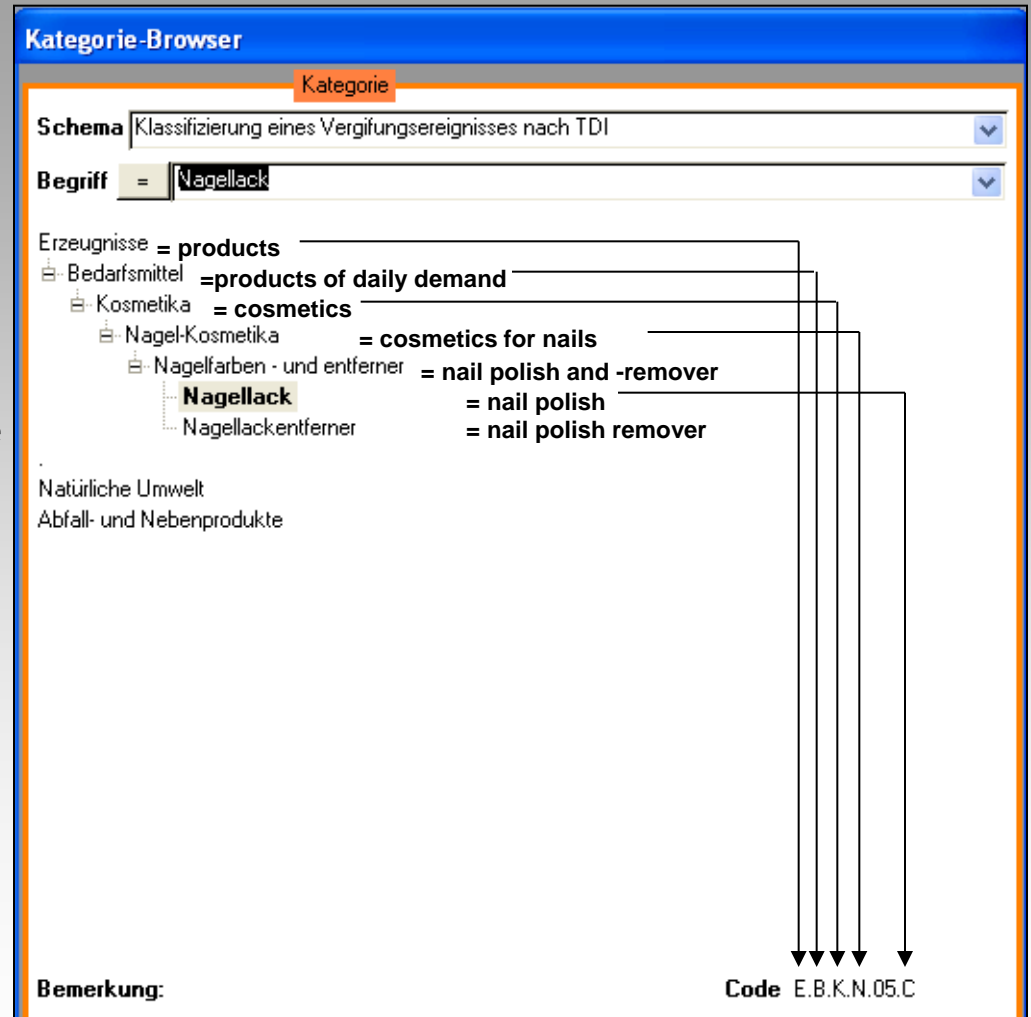 Kategorie-Browser
Kategorie
Schema Klassifizierung eines Vergifungsereignisses nach TDI
Begriff = Nagellack
Erzeugnisse = products
Bedarfsmittel =products of daily demand
Kosmetika = cosmetics
Nagel-Kosmetika = cosmetics for nails
Nagelfarben - und entferner = nail polish and -remover
Nagellack = nail polish
Nagellackentferner = nail polish remover
.
Natürliche Umwelt
Abfall- und Nebenprodukte
Bemerkung: Code E.B.K.N.05.C